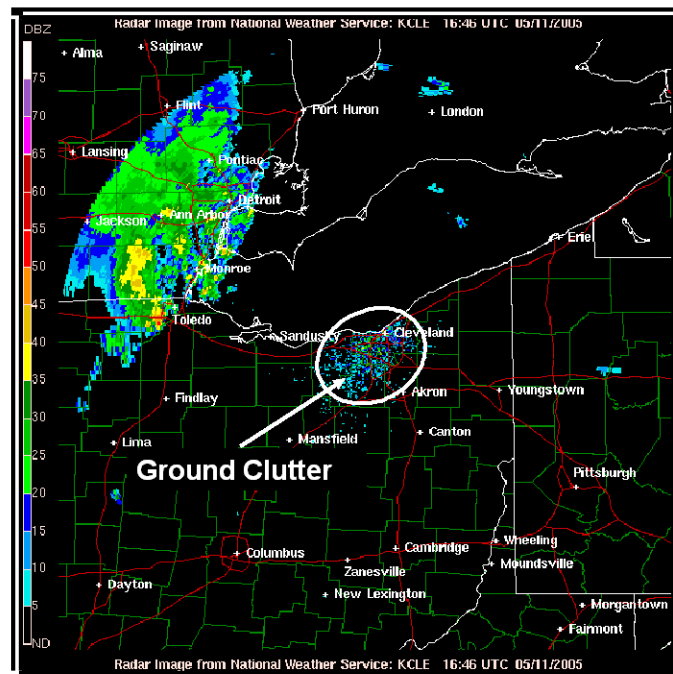 Radar Image from National Weather Service: KCLE 16:46 UTC 05/11/2005
DBZ
75
70
65
60
55
50
45
40
35
30
25
20
15
10
5
ND
Alma
Saginaw
Flint
Port Huron
London
Lansing
Pontiac
Detroit
Ann Arbor
Jackson
Erie
Monroe
Toledo
Sandusky
Cleveland
Findlay
Akron
Youngstown
Lima
Mansfield
Canton
Ground Clutter
Pittsburgh
Columbus
Cambridge
Wheeling
Zanesville
Moundsville
Dayton
New Lexington
Morgantown
Fairmont
Radar Image from National Weather Service: KCLE 16:46 UTC 05/11/2005